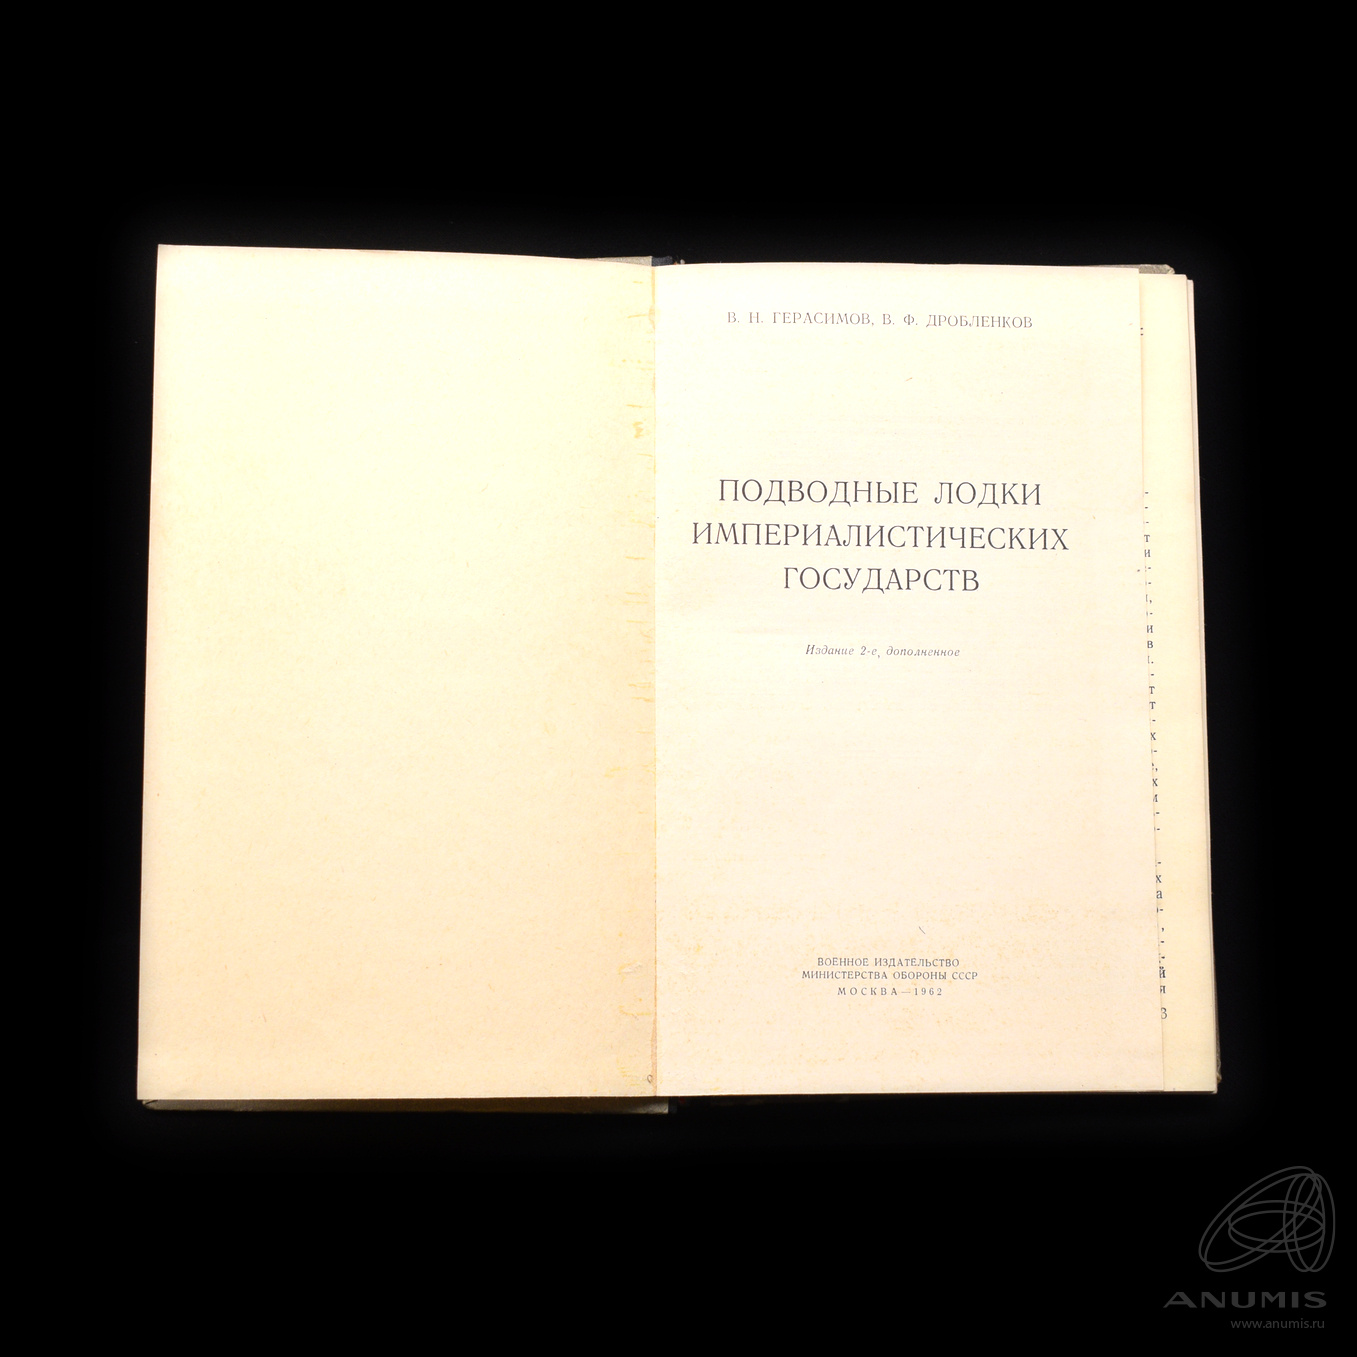 В. Н. ГЕРАСИМОВ, В. Ф. ДРОБЛЕНКОВ
ПОДВОДНЫЕ ЛОДКИ
ИМПЕРИАЛИСТИЧЕСКИХ
ГОСУДАРСТВ
Издание 2-е, дополненное
ВОЕННОЕ ИЗДАТЕЛЬСТВО
МИНИСТЕРСТВА ОБОРОНЫ СССР
МОСКВА—1962
ANUMIS
www.anumis.ru